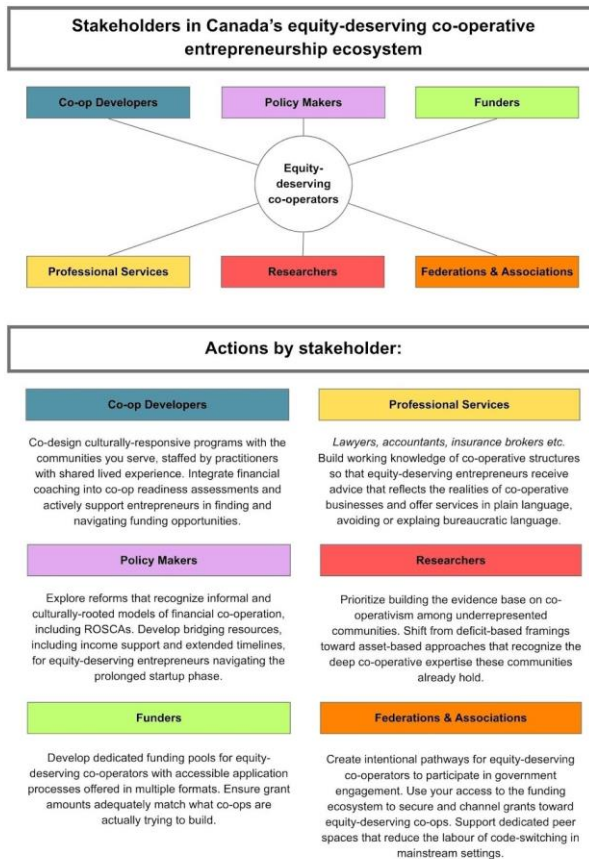 Stakeholders in Canada's equity-deserving co-operative
entrepreneurship ecosystem
Co-op Developers
Policy Makers
Funders
Equity-
deserving
co-operators
Professional Services
Researchers
Federations & Associations
Actions by stakeholder:
Co-op Developers
Co-design culturally-responsive programs with the
communities you serve, staffed by practitioners
with shared lived experience. Integrate financial
coaching into co-op readiness assessments and
actively support entrepreneurs in finding and
navigating funding opportunities.
Professional Services
Lawyers, accountants, insurance brokers etc.
Build working knowledge of co-operative structures
so that equity-deserving entrepreneurs receive
advice that reflects the realities of co-operative
businesses and offer services in plain language,
avoiding or explaing bureaucratic language.
Policy Makers
Explore reforms that recognize informal and
culturally-rooted models of financial co-operation,
including ROSCAs. Develop bridging resources,
including income support and extended timelines,
for equity-deserving entrepreneurs navigating the
prolonged startup phase.
Researchers
Prioritize building the evidence base on co-
operativism among underrepresented
communities. Shift from deficit-based framings
toward asset-based approaches that recognize the
deep co-operative expertise these communities
already hold.
Funders
Develop dedicated funding pools for equity-
deserving co-operators with accessible application
processes offered in multiple formats. Ensure grant
amounts adequately match what co-ops are
actually trying to build.
Federations & Associations
Create intentional pathways for equity-deserving
co-operators to participate in government
engagement. Use your access to the funding
ecosystem to secure and channel grants toward
equity-deserving co-ops. Support dedicated peer
spaces that reduce the labour of code-switching in
mainstream settings.